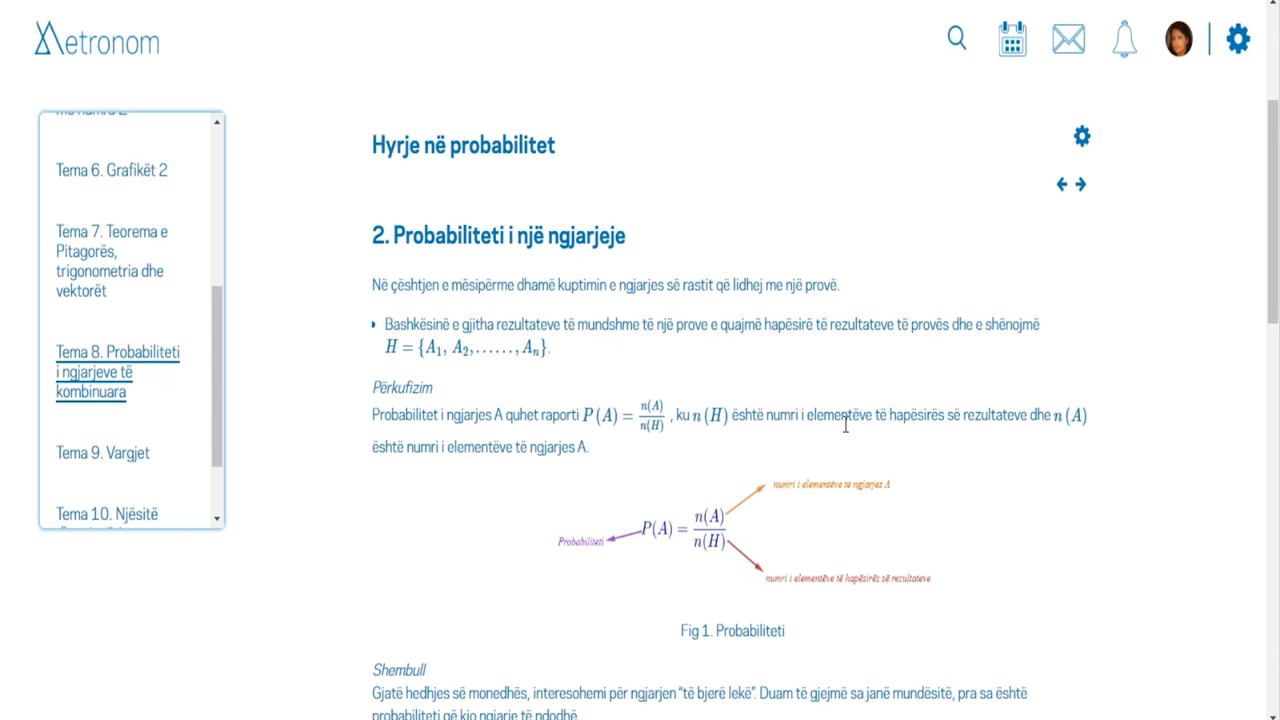 Metronom
Tema 6. Grafikët 2
Tema 7. Teorema e
Pitagorës,
trigonometria dhe
vektorët
Tema 8. Probabiliteti
i ngjarjeve të
kombinuara
Tema 9. Vargjet
Tema 10. Njësitë
Hyrje në probabilitet
2. Probabiliteti i një ngjarjeje
Në çështjen e mësipërme dhamë kuptimin e ngjarjes së rastit që lidhej me një provë.
• Bashkësinë e gjitha rezultateve të mundshme të një prove e quajmë hapësirë të rezultateve të provës dhe e shënojmë
H = {A₁, A₂, . . . . . . , Aₙ}.
Përkufizim
Probabilitet i ngjarjes A quhet raporti P (A) = n(A)/n(H) , ku n (H) është numri i elementëve të hapësirës së rezultateve dhe n (A)
është numri i elementëve të ngjarjes A.
numri i elementëve të ngjarjes A
P(A) = n(A)/n(H)
Probabiliteti
numri i elementëve të hapësirës së rezultateve
Fig 1. Probabiliteti
Shembull
Gjatë hedhjes së monedhës, interesohemi për ngjarjen “të bjerë lekë”. Duam të gjejmë sa janë mundësitë, pra sa është
probabiliteti që kjo ngjarje të ndodhë.